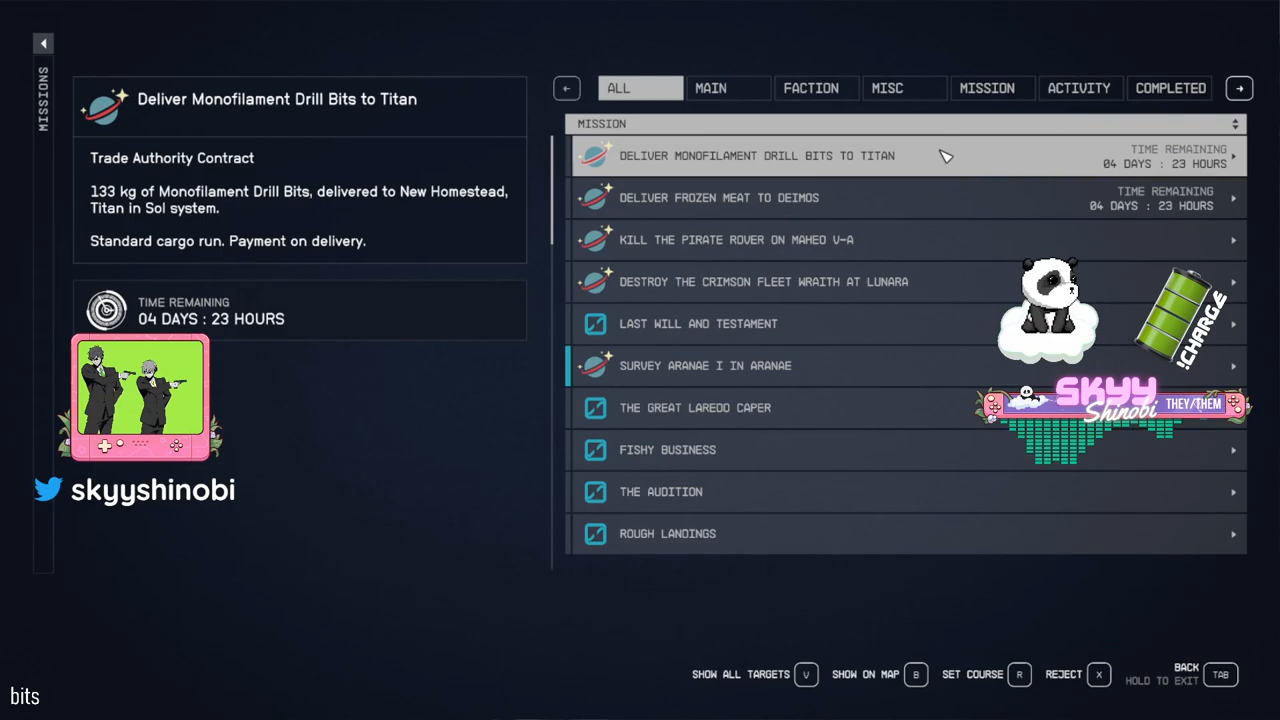 MISSIONS
Deliver Monofilament Drill Bits to Titan
Trade Authority Contract
133 kg of Monofilament Drill Bits, delivered to New Homestead,
Titan in Sol system.
Standard cargo run. Payment on delivery.
TIME REMAINING
04 DAYS : 23 HOURS
skyyshinobi
ALL MAIN FACTION MISC MISSION ACTIVITY COMPLETED
MISSION
DELIVER MONOFILAMENT DRILL BITS TO TITAN
TIME REMAINING
04 DAYS : 23 HOURS
DELIVER FROZEN MEAT TO DEIMOS
TIME REMAINING
04 DAYS : 23 HOURS
KILL THE PIRATE ROVER ON MAHEO V-A
DESTROY THE CRIMSON FLEET WRAITH AT LUNARA
LAST WILL AND TESTAMENT
SURVEY ARANAE I IN ARANAE
THE GREAT LAREDO CAPER
FISHY BUSINESS
THE AUDITION
ROUGH LANDINGS
!CHARGE
SKYY
Shinobi
THEY/THEM
SHOW ALL TARGETS V SHOW ON MAP B SET COURSE R REJECT X BACK
HOLD TO EXIT TAB
bits